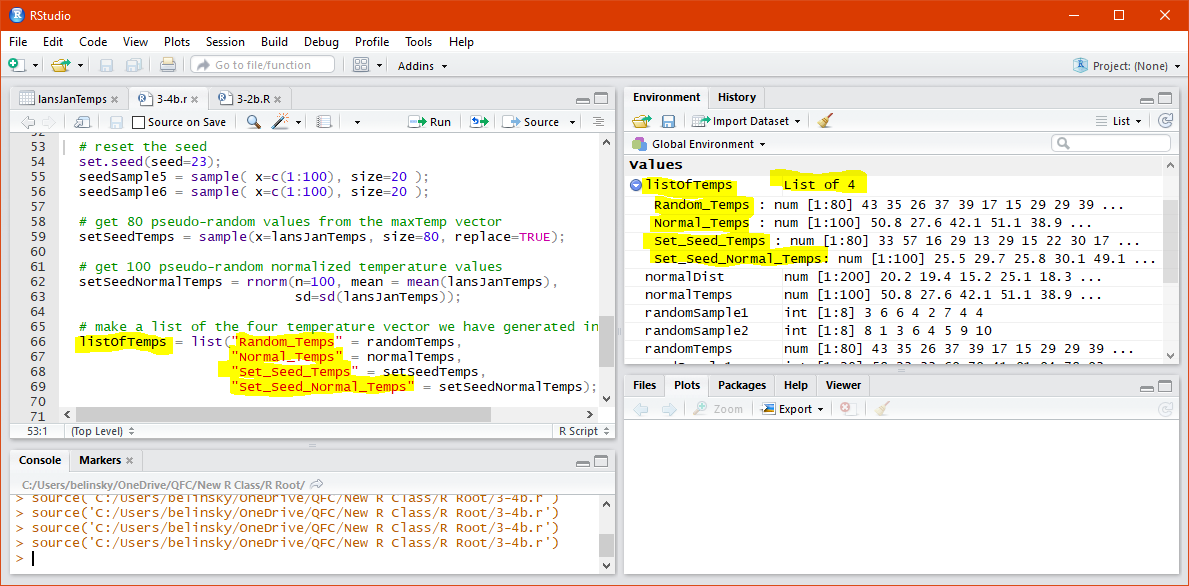 RStudio
File Edit Code View Plots Session Build Debug Profile Tools Help
Go to file/function Addins Project: (None)
lansJanTemps 3-4b.r 3-2b.R
Source on Save Run Source
53 # reset the seed
54 set.seed(seed=23);
55 seedSample5 = sample( x=c(1:100), size=20 );
56 seedSample6 = sample( x=c(1:100), size=20 );
57
58 # get 80 pseudo-random values from the maxTemp vector
59 setSeedTemps = sample(x=lansJanTemps, size=80, replace=TRUE);
60
61 # get 100 pseudo-random normalized temperature values
62 setSeedNormalTemps = rnorm(n=100, mean = mean(lansJanTemps),
63 sd=sd(lansJanTemps));
64
65 # make a list of the four temperature vector we have generated in
66 listOfTemps = list("Random_Temps" = randomTemps,
67 "Normal_Temps" = normalTemps,
68 "Set_Seed_Temps" = setSeedTemps,
69 "Set_Seed_Normal_Temps" = setSeedNormalTemps);
70
71
53:1 (Top Level) R Script
Console Markers
C:/Users/belinsky/OneDrive/QFC/New R Class/R Root/
> source('C:/Users/belinsky/OneDrive/QFC/New R Class/R Root/3-4b.r')
> source('C:/Users/belinsky/OneDrive/QFC/New R Class/R Root/3-4b.r')
> source('C:/Users/belinsky/OneDrive/QFC/New R Class/R Root/3-4b.r')
> source('C:/Users/belinsky/OneDrive/QFC/New R Class/R Root/3-4b.r')
>
Environment History
Import Dataset List
Global Environment
Values
listOfTemps List of 4
Random_Temps : num [1:80] 43 35 26 37 39 17 15 29 29 39 ...
Normal_Temps : num [1:100] 50.8 27.6 42.1 51.1 38.9 ...
Set_Seed_Temps : num [1:80] 33 57 16 29 13 29 15 22 30 17 ...
Set_Seed_Normal_Temps: num [1:100] 25.5 29.7 25.8 30.1 49.1 ...
normalDist num [1:200] 20.2 19.4 15.2 25.1 18.3 ...
normalTemps num [1:100] 50.8 27.6 42.1 51.1 38.9 ...
randomSample1 int [1:8] 3 6 6 4 2 7 4 4
randomSample2 int [1:8] 8 1 3 6 4 5 9 10
randomTemps num [1:80] 43 35 26 37 39 17 15 29 29 39 ...
Files Plots Packages Help Viewer
Zoom Export